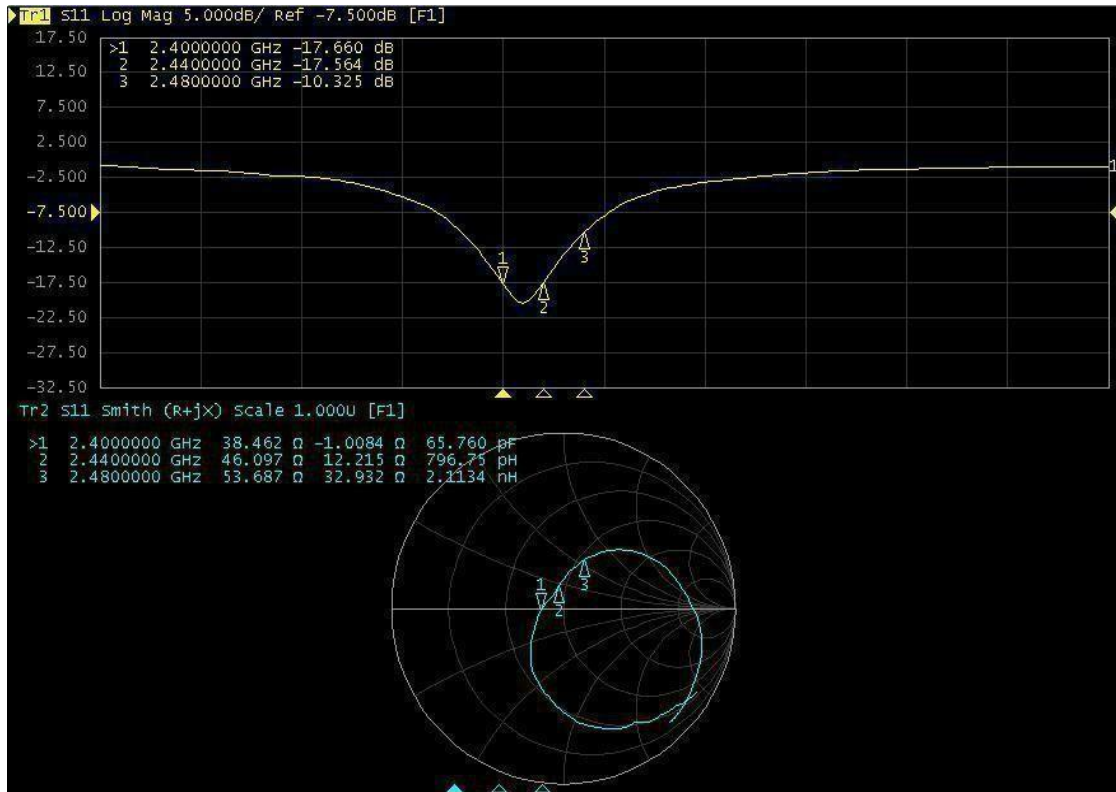 Tr1 S11 Log Mag 5.000dB/ Ref -7.500dB [F1]
17.50
>1 2.4000000 GHz -17.660 dB
2 2.4400000 GHz -17.564 dB
12.50
3 2.4800000 GHz -10.325 dB
7.500
2.500
1
-2.500
-7.500
-12.50
1
3
-17.50
2
-22.50
-27.50
-32.50
Tr2 S11 Smith (R+jX) Scale 1.000U [F1]
>1 2.4000000 GHz 38.462 Ω -1.0084 Ω 65.760 pF
2 2.4400000 GHz 46.097 Ω 12.215 Ω 796.75 pH
3 2.4800000 GHz 53.687 Ω 32.932 Ω 2.1134 nH
1
2
3